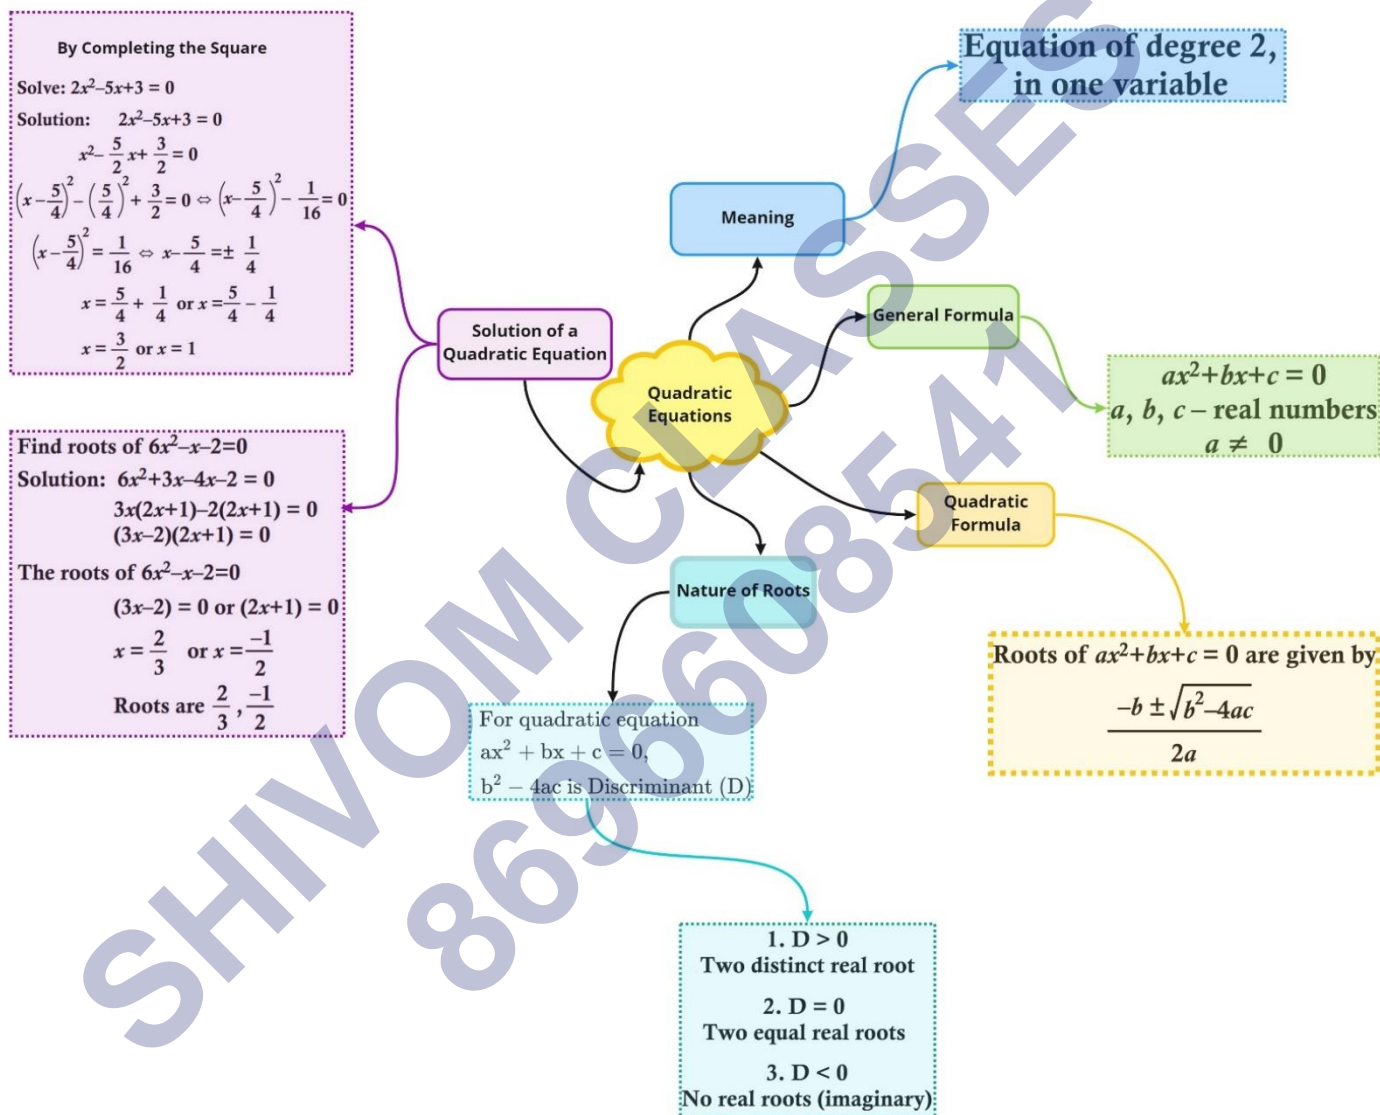 By Completing the Square
Solve: 2x²–5x+3 = 0
Solution: 2x²–5x+3 = 0
x²– 5/2 x+ 3/2 = 0
(x – 5/4)² – (5/4)² + 3/2 = 0 ⇔ (x– 5/4)² – 1/16 = 0
(x – 5/4)² = 1/16 ⇔ x– 5/4 = ± 1/4
x = 5/4 + 1/4 or x = 5/4 – 1/4
x = 3/2 or x = 1
Equation of degree 2,
in one variable
Meaning
General Formula
Solution of a
Quadratic Equation
Quadratic
Equations
ax²+bx+c = 0
a, b, c – real numbers
a ≠ 0
Find roots of 6x²–x–2=0
Solution: 6x²+3x–4x–2 = 0
3x(2x+1)–2(2x+1) = 0
(3x–2)(2x+1) = 0
The roots of 6x²–x–2=0
(3x–2) = 0 or (2x+1) = 0
x = 2/3 or x = –1/2
Roots are 2/3 , –1/2
Quadratic
Formula
Nature of Roots
Roots of ax²+bx+c = 0 are given by
(–b ± √(b²–4ac))/2a
For quadratic equation
ax² + bx + c = 0,
b² – 4ac is Discriminant (D)
1. D > 0
Two distinct real root
2. D = 0
Two equal real roots
3. D < 0
No real roots (imaginary)
SHIVOM CLASSES
8696608541